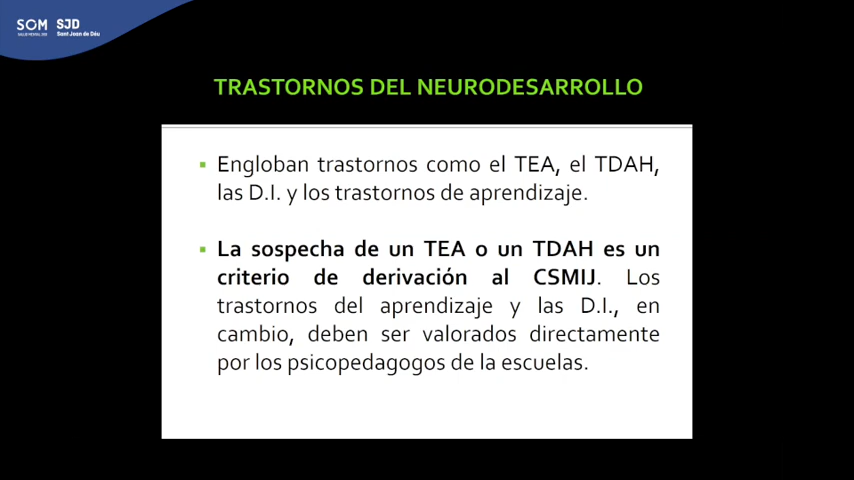 SOM
SJD
Sant Joan de Déu
TRASTORNOS DEL NEURODESARROLLO
Engloban trastornos como el TEA, el TDAH,
las D.I. y los trastornos de aprendizaje.
La sospecha de un TEA o un TDAH es un
criterio de derivación al CSMIJ. Los
trastornos del aprendizaje y las D.I., en
cambio, deben ser valorados directamente
por los psicopedagogos de la escuelas.